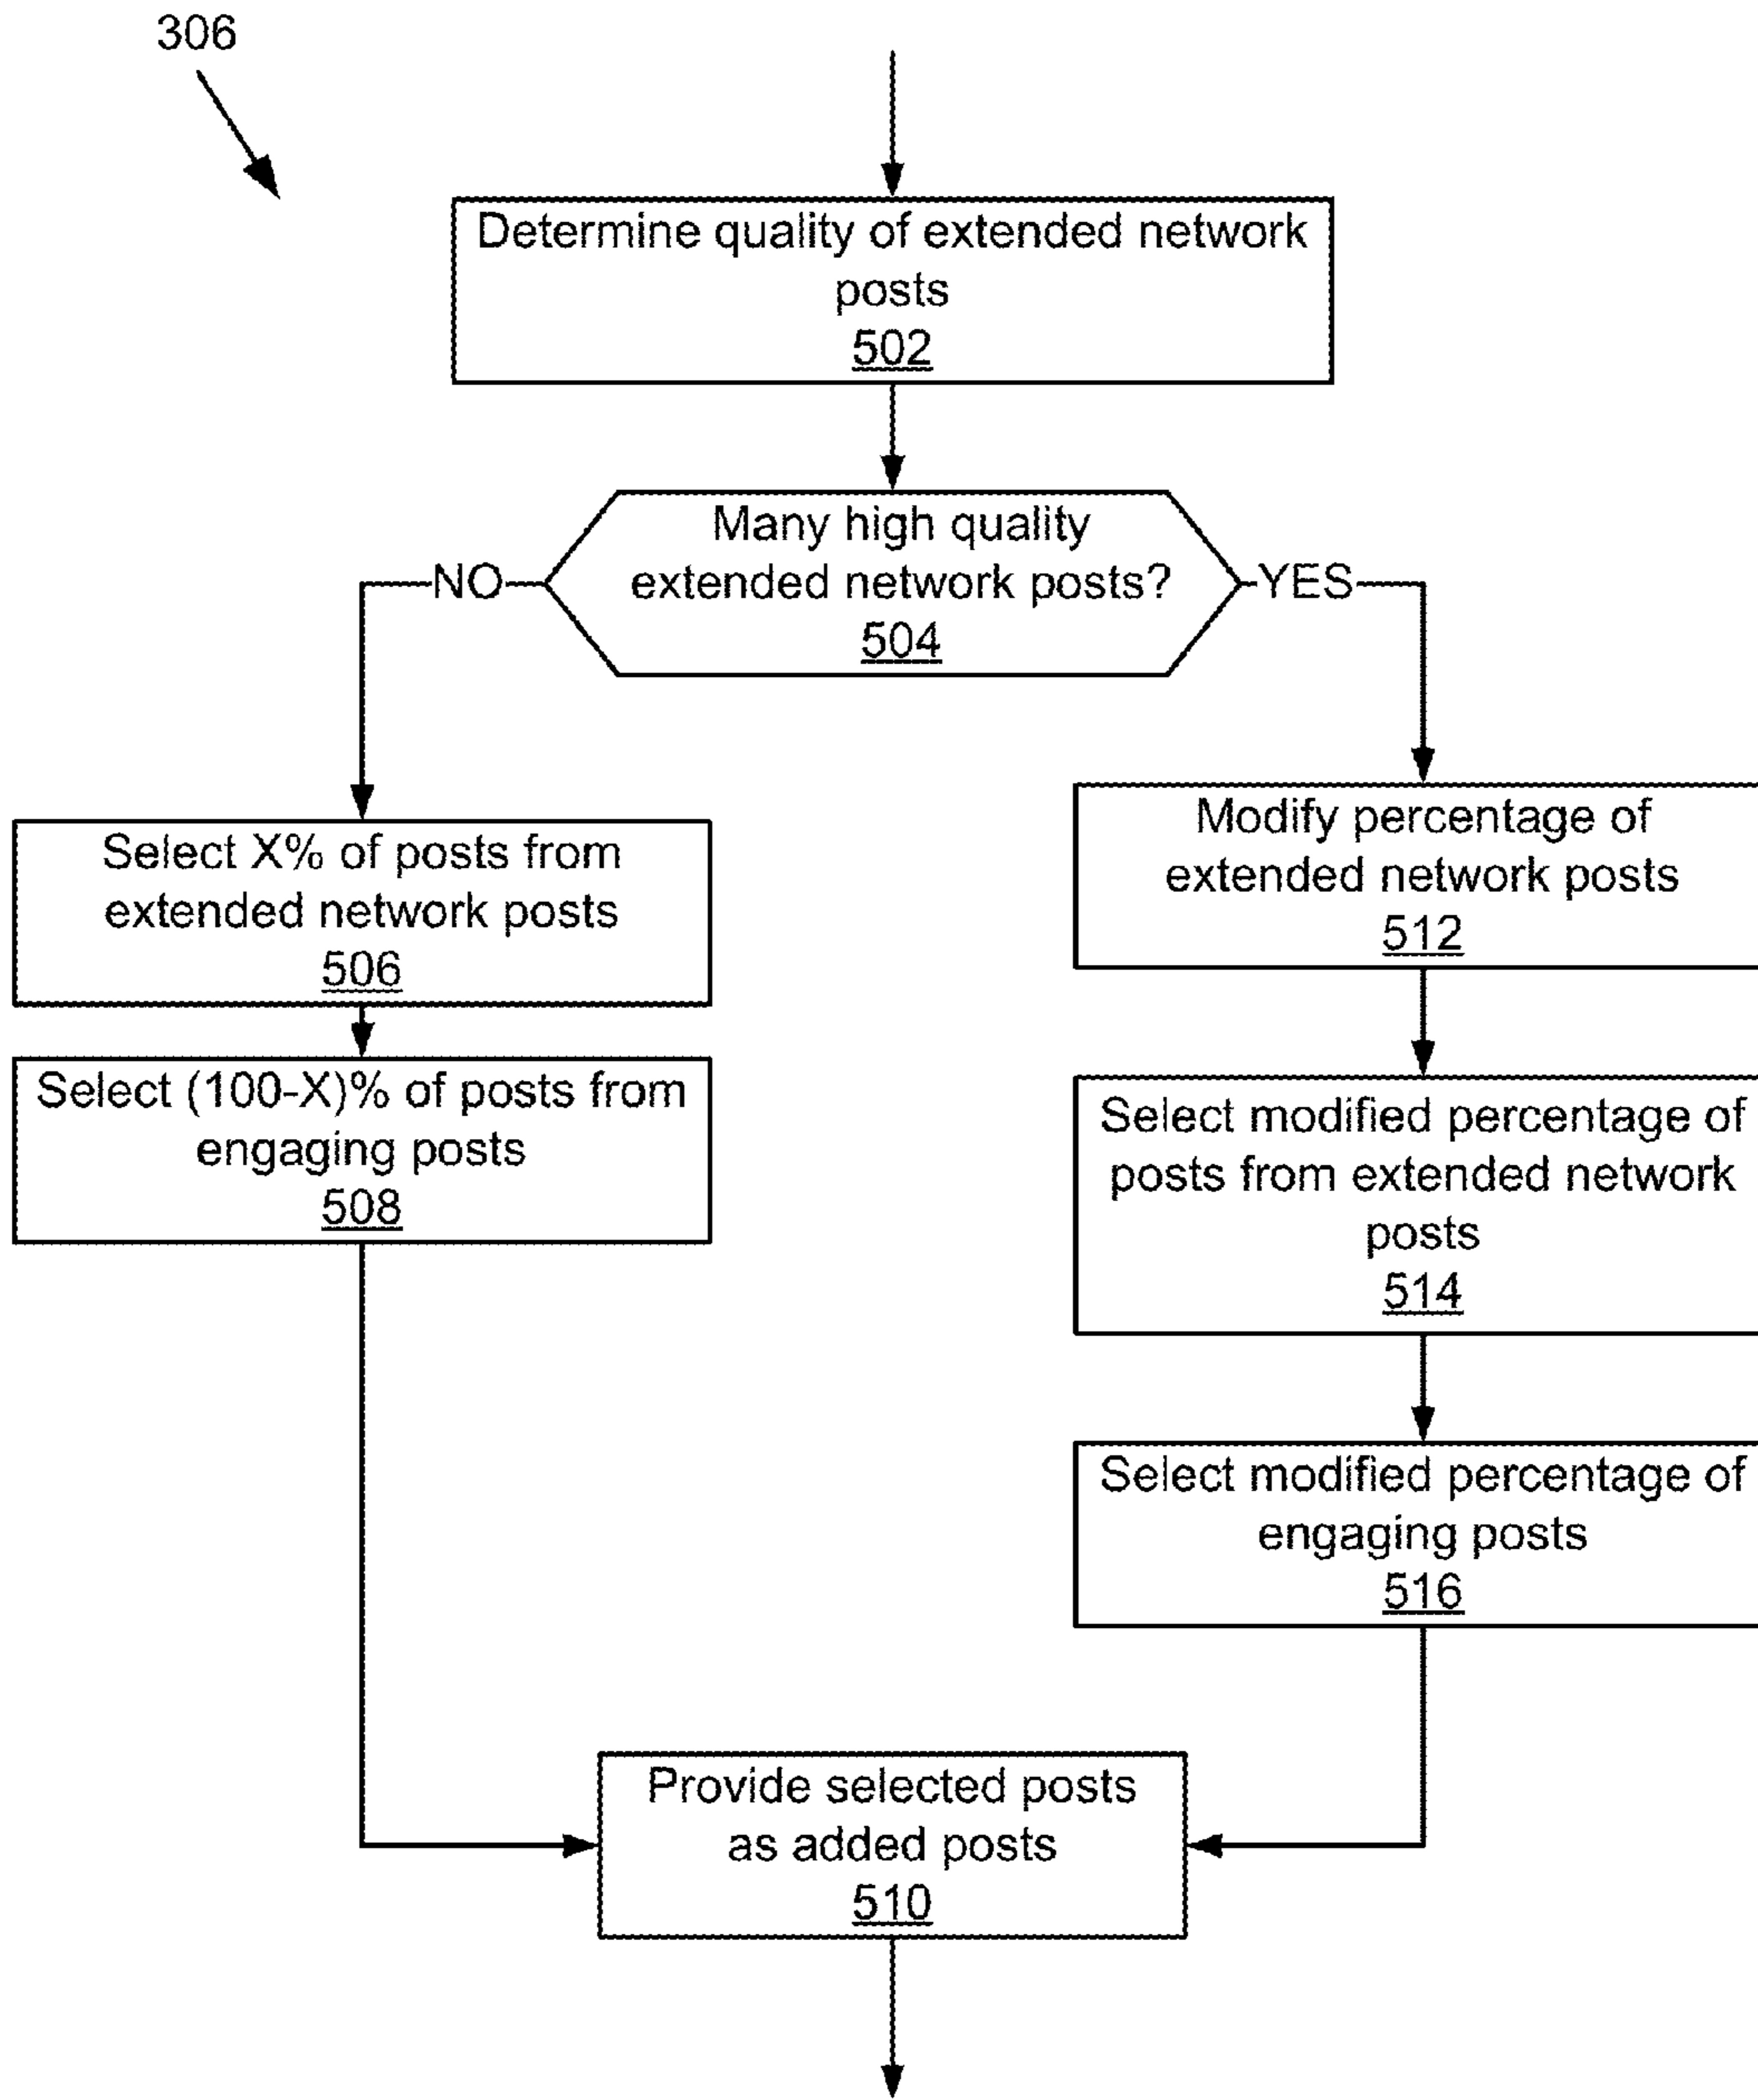 306
Determine quality of extended network
posts
502
Many high quality
extended network posts?
504
NO
YES
Select X% of posts from
extended network posts
506
Select (100-X)% of posts from
engaging posts
508
Modify percentage of
extended network posts
512
Select modified percentage of
posts from extended network
posts
514
Select modified percentage of
engaging posts
516
Provide selected posts
as added posts
510